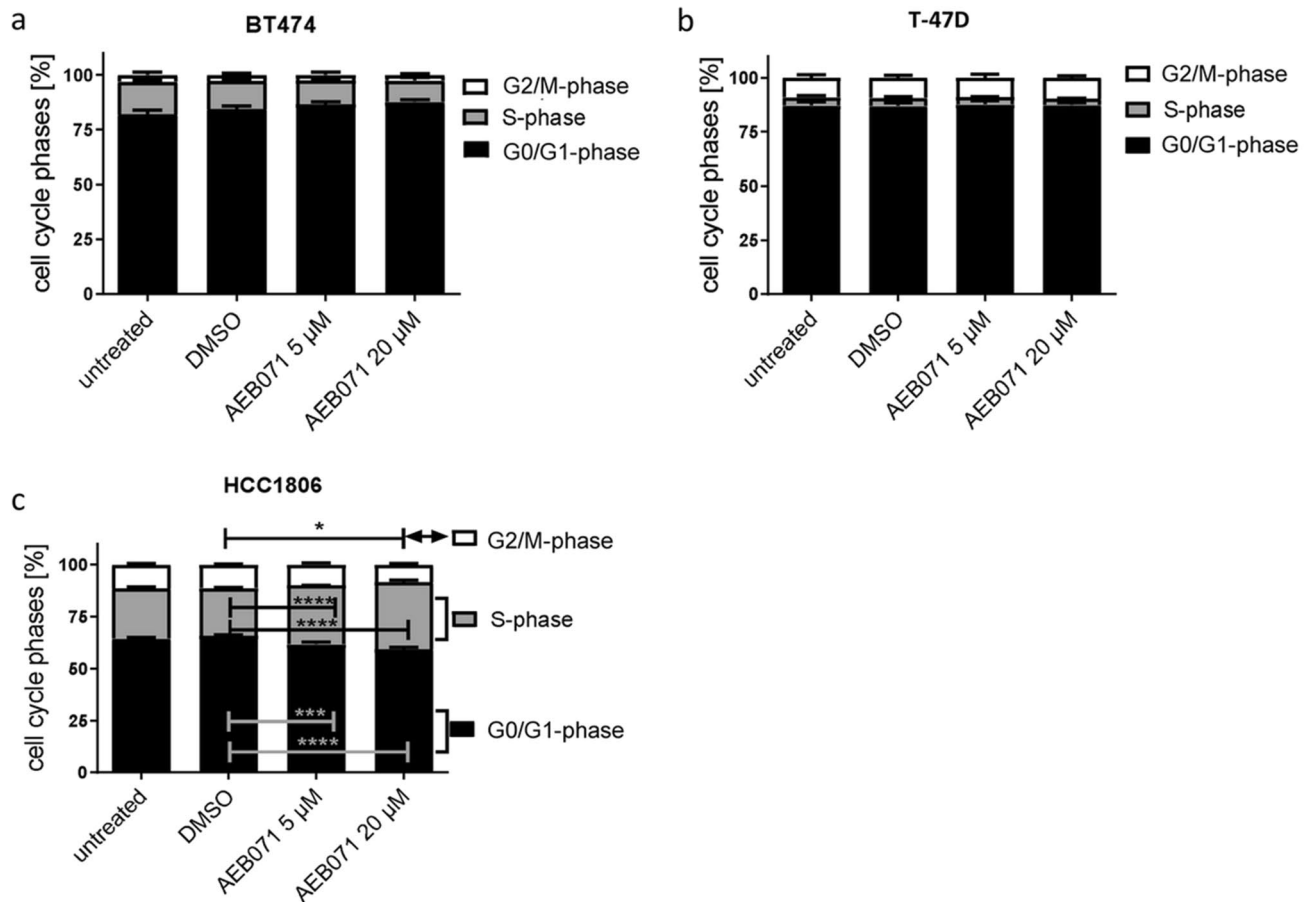 a
BT474
cell cycle phases [%]
100
75
50
25
0
G2/M-phase
S-phase
G0/G1-phase
untreated
DMSO
AEB071 5 µM
AEB071 20 µM
b
T-47D
cell cycle phases [%]
100
75
50
25
0
G2/M-phase
S-phase
G0/G1-phase
untreated
DMSO
AEB071 5 µM
AEB071 20 µM
c
HCC1806
cell cycle phases [%]
100
75
50
25
0
*
G2/M-phase
****
****
S-phase
***
****
G0/G1-phase
untreated
DMSO
AEB071 5 µM
AEB071 20 µM